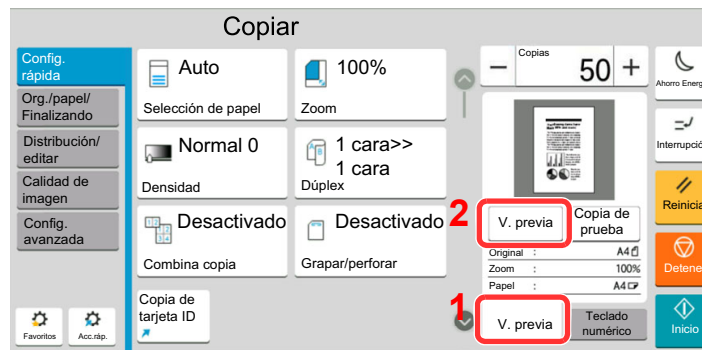 Copiar
Config.
rápida
Org./papel/
Finalizando
Distribución/
editar
Calidad de
imagen
Config.
avanzada
Favoritos
Acc.ráp.
Auto
Selección de papel
100%
Zoom
Normal 0
Densidad
1 cara>>
1 cara
Dúplex
Desactivado
Combina copia
Desactivado
Grapar/perforar
Copia de
tarjeta ID
Copias
− 50 +
2
V. previa
Copia de
prueba
Original : A4
Zoom : 100%
Papel : A4
1
V. previa
Teclado
numérico
Ahorro Energ
Interrupció
Reinicia
Detene
Inicio